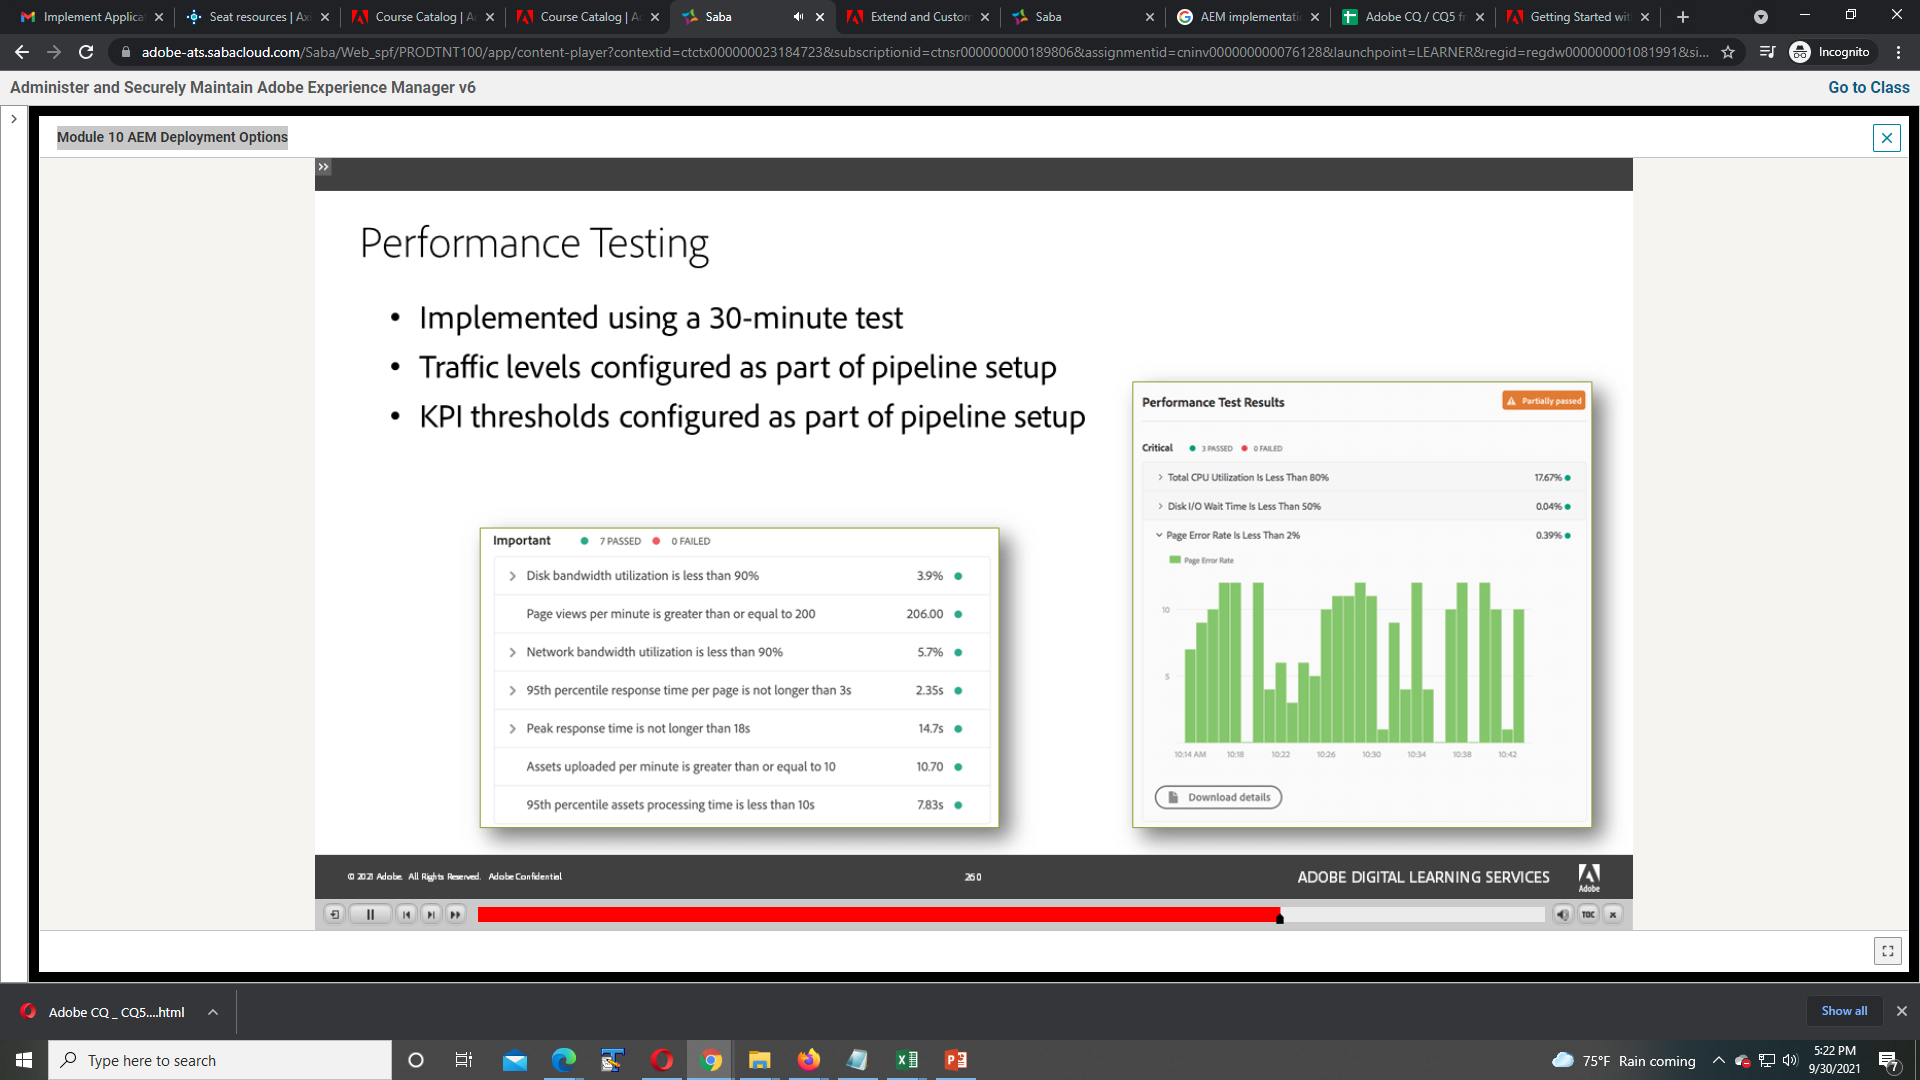 Implement Applica
Seat resources | Ax
Course Catalog | A
Course Catalog | A
Saba
Extend and Custom
Saba
AEM implementati
Adobe CQ / CQ5 fr
Getting Started wit
adobe-ats.sabacloud.com/Saba/Web_spf/PRODTNT100/app/content-player?contextid=ctctx000000023184723&subscriptionid=ctnsr000000000189806&assignmentid=cninv000000000076128&launchpoint=LEARNER&regid=regdw000000001081991&si...
Incognito
Administer and Securely Maintain Adobe Experience Manager v6
Go to Class
Module 10 AEM Deployment Options
Performance Testing
• Implemented using a 30-minute test
• Traffic levels configured as part of pipeline setup
• KPI thresholds configured as part of pipeline setup
Important 7 PASSED 0 FAILED
Disk bandwidth utilization is less than 90% 3.9%
Page views per minute is greater than or equal to 200 206.00
Network bandwidth utilization is less than 90% 5.7%
95th percentile response time per page is not longer than 3s 2.35s
Peak response time is not longer than 18s 14.7s
Assets uploaded per minute is greater than or equal to 10 10.70
95th percentile assets processing time is less than 10s 7.83s
Performance Test Results Partially passed
Critical 3 PASSED 0 FAILED
Total CPU Utilization Is Less Than 80% 17.67%
Disk I/O Wait Time Is Less Than 50% 0.04%
Page Error Rate Is Less Than 2% 0.39%
Page Error Rate
10
5
10:14 AM 10:18 10:22 10:26 10:30 10:34 10:38 10:42
Download details
© 2021 Adobe. All Rights Reserved. Adobe Confidential
260
ADOBE DIGITAL LEARNING SERVICES
Adobe
TOC
Adobe CQ _ CQ5....html
Show all
Type here to search
75°F Rain coming
5:22 PM
9/30/2021
7